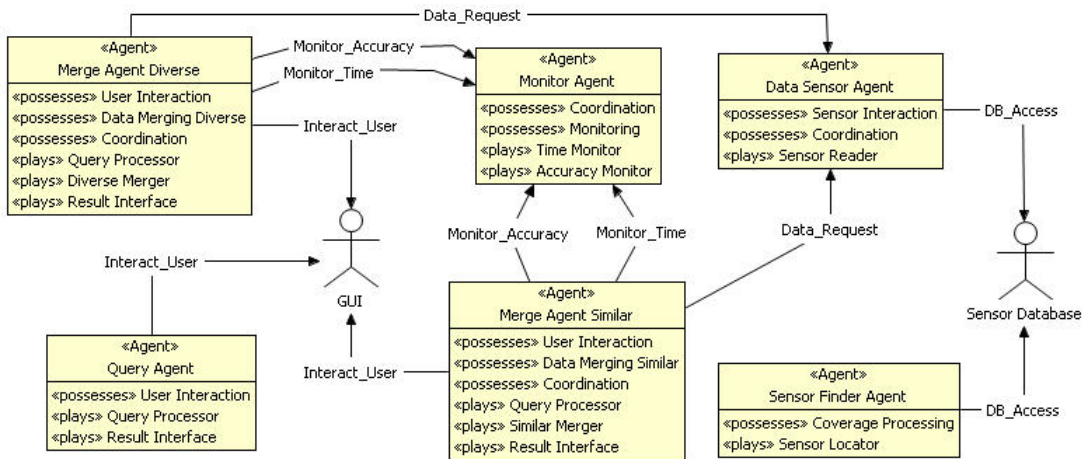 Data_Request
«Agent»
Merge Agent Diverse
«possesses» User Interaction
«possesses» Data Merging Diverse
«possesses» Coordination
«plays» Query Processor
«plays» Diverse Merger
«plays» Result Interface
Monitor_Accuracy
Monitor_Time
Interact_User
«Agent»
Monitor Agent
«possesses» Coordination
«possesses» Monitoring
«plays» Time Monitor
«plays» Accuracy Monitor
«Agent»
Data Sensor Agent
«possesses» Sensor Interaction
«possesses» Coordination
«plays» Sensor Reader
DB_Access
Monitor_Accuracy
Monitor_Time
Data_Request
Interact_User
GUI
Sensor Database
«Agent»
Query Agent
«possesses» User Interaction
«plays» Query Processor
«plays» Result Interface
Interact_User
«Agent»
Merge Agent Similar
«possesses» User Interaction
«possesses» Data Merging Similar
«possesses» Coordination
«plays» Query Processor
«plays» Similar Merger
«plays» Result Interface
«Agent»
Sensor Finder Agent
«possesses» Coverage Processing
«plays» Sensor Locator
DB_Access